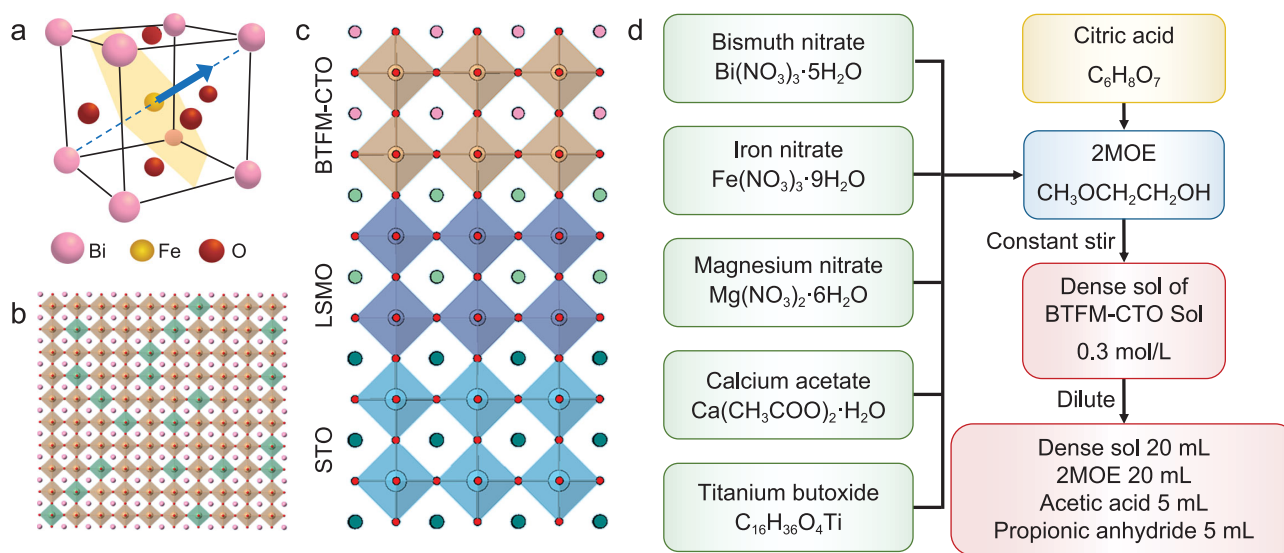 a
Bi
Fe
O
b
c
BTFM-CTO
LSMO
STO
d
Bismuth nitrate
Bi(NO₃)₃·5H₂O
Iron nitrate
Fe(NO₃)₃·9H₂O
Magnesium nitrate
Mg(NO₃)₂·6H₂O
Calcium acetate
Ca(CH₃COO)₂·H₂O
Titanium butoxide
C₁₆H₃₆O₄Ti
Citric acid
C₆H₈O₇
2MOE
CH₃OCH₂CH₂OH
Constant stir
Dense sol of
BTFM-CTO Sol
0.3 mol/L
Dilute
Dense sol 20 mL
2MOE 20 mL
Acetic acid 5 mL
Propionic anhydride 5 mL